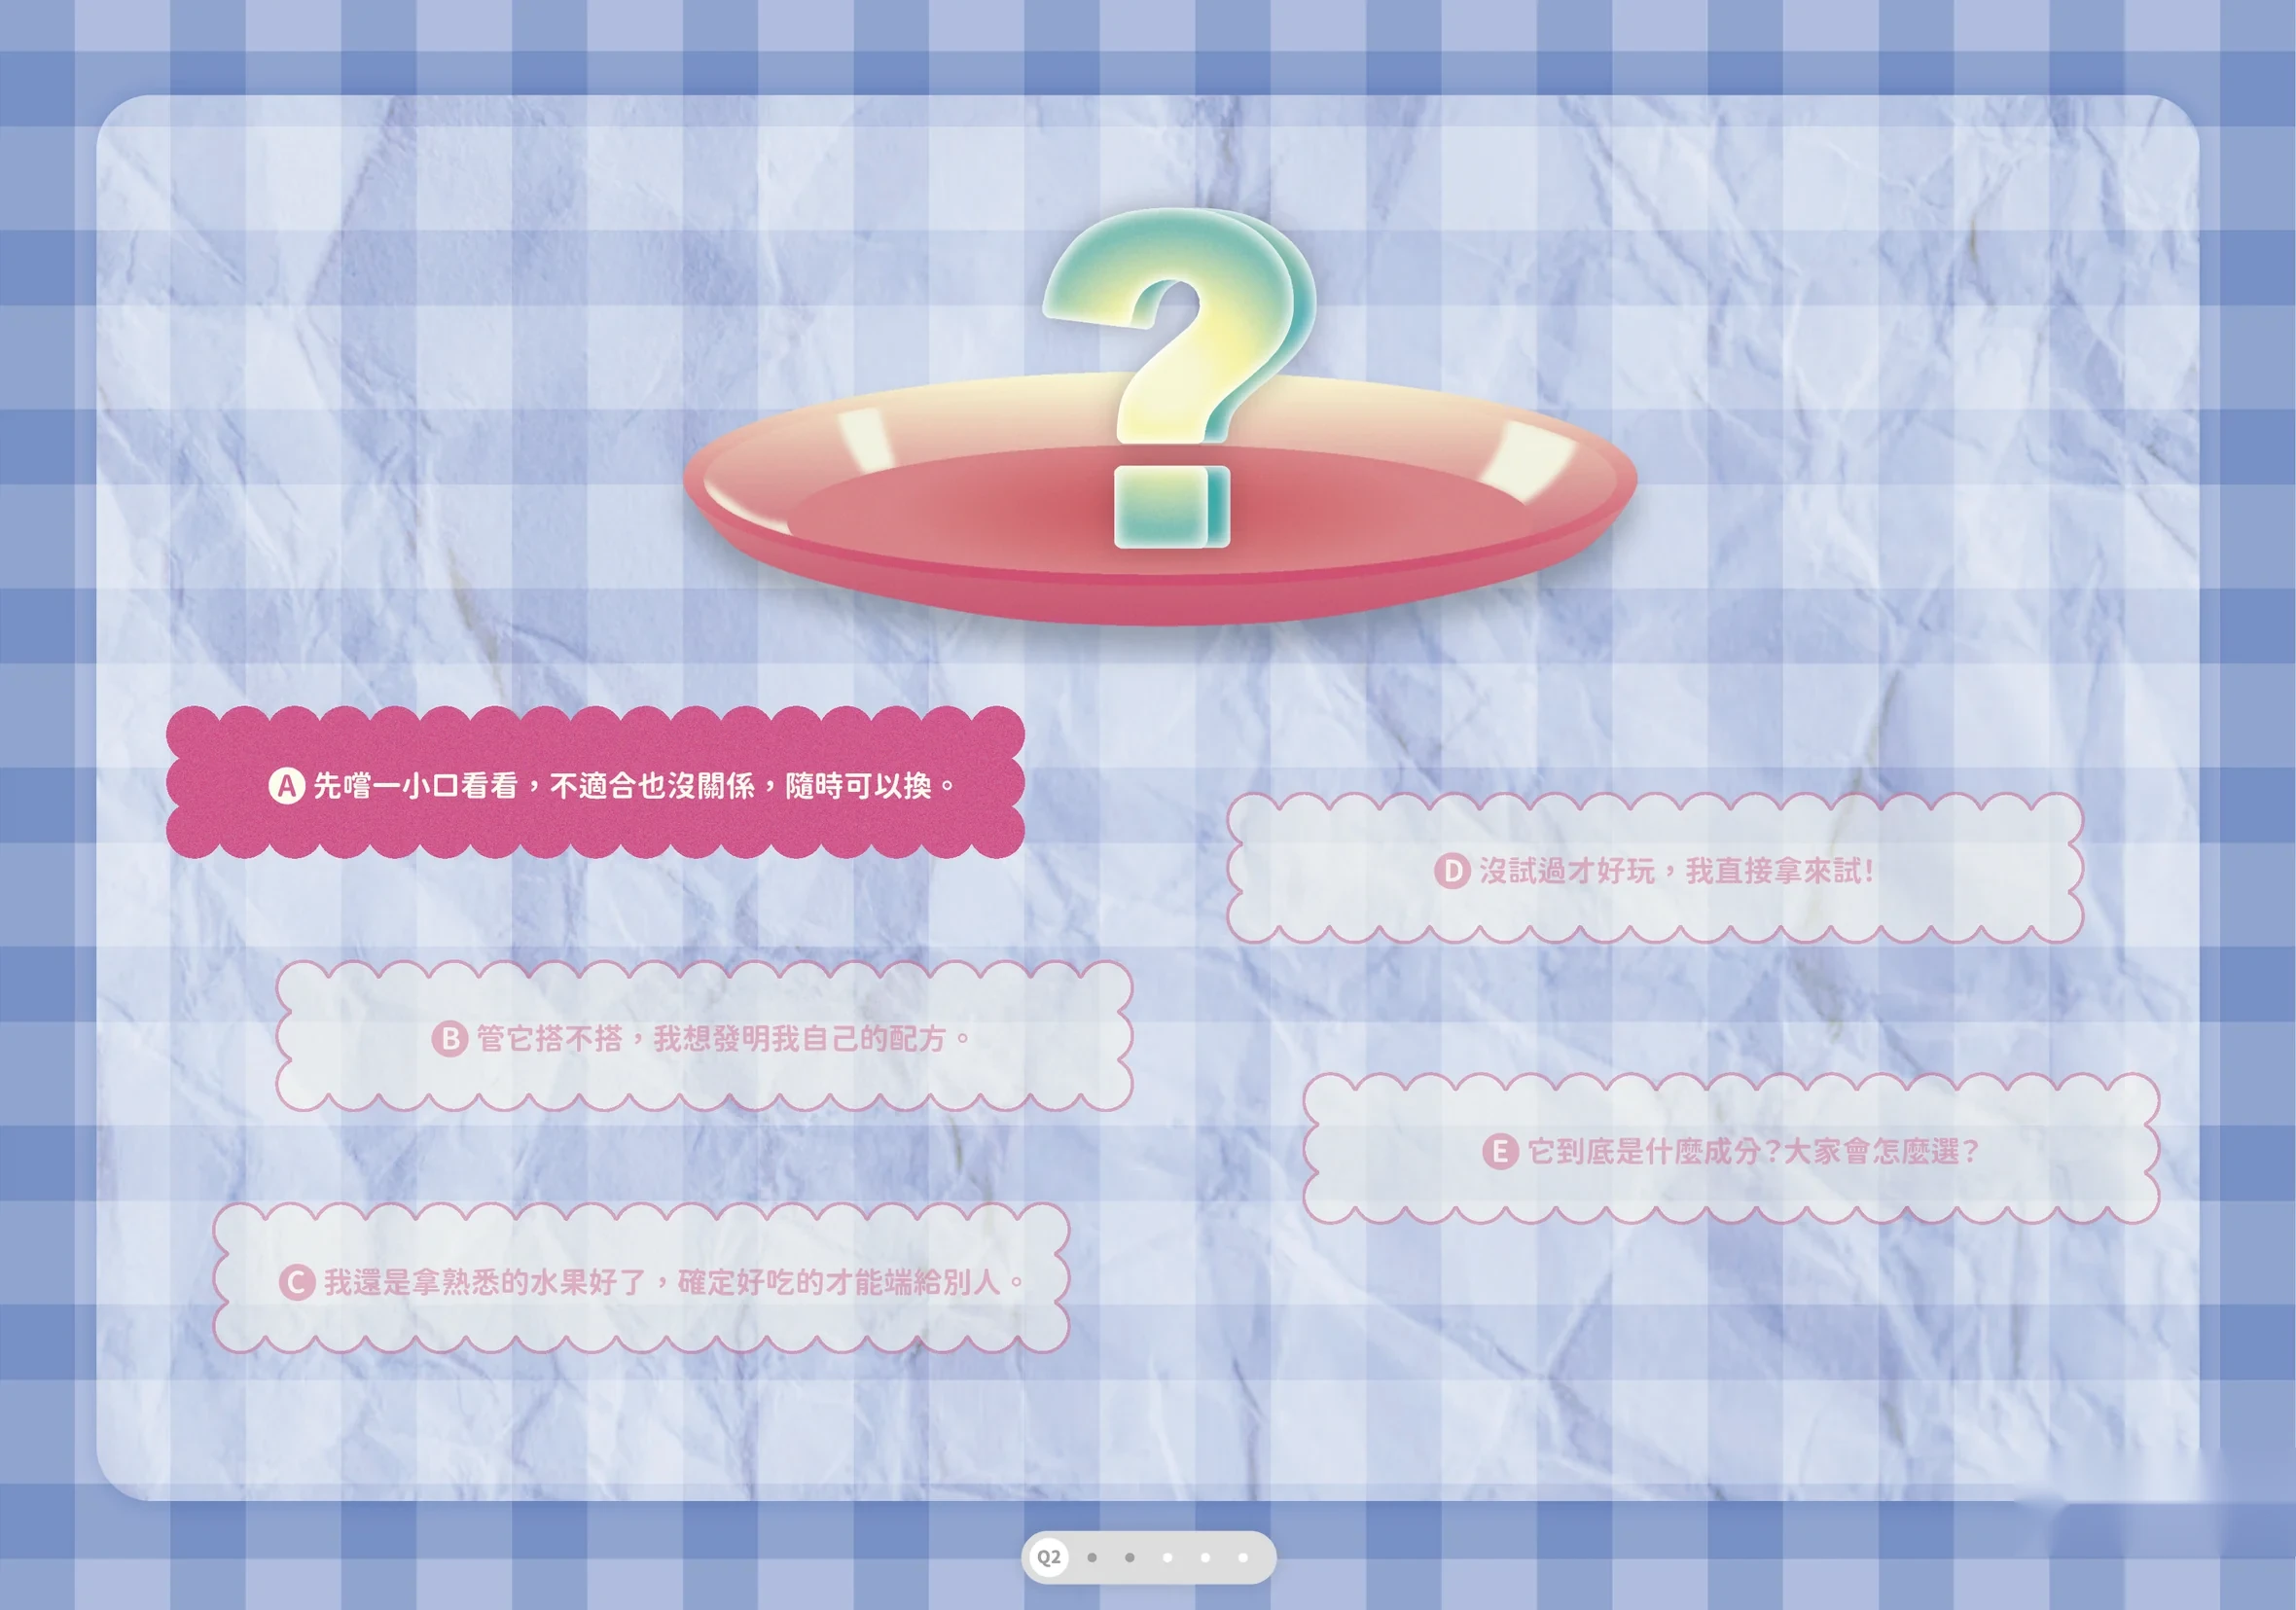 A 先嚐一小口看看，不適合也沒關係，隨時可以換。
B 管它搭不搭，我想發明我自己的配方。
C 我還是拿熟悉的水果好了，確定好吃的才能端給別人。
D 沒試過才好玩，我直接拿來試！
E 它到底是什麼成分？大家會怎麼選？
Q2